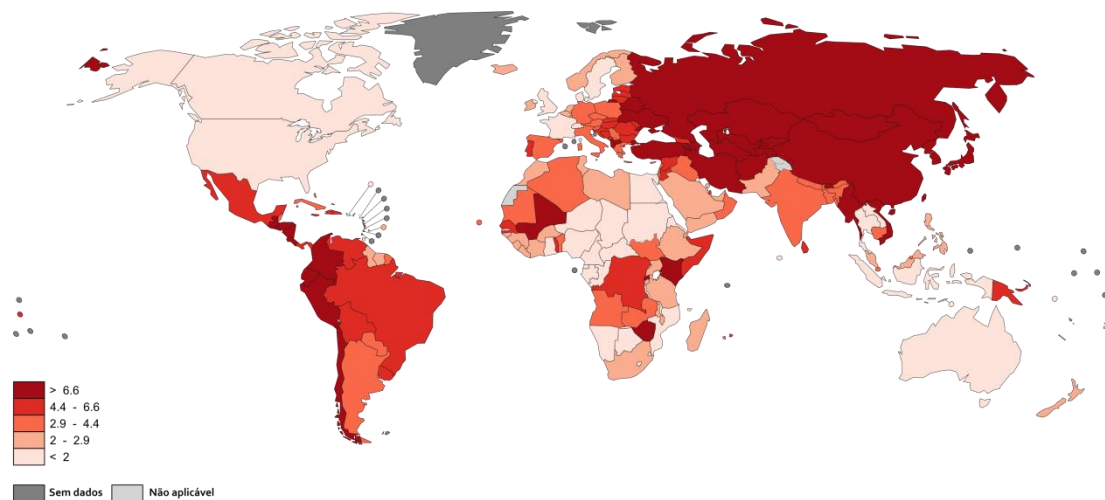 > 6.6
4.4 - 6.6
2.9 - 4.4
2 - 2.9
< 2
Sem dados
Não aplicável